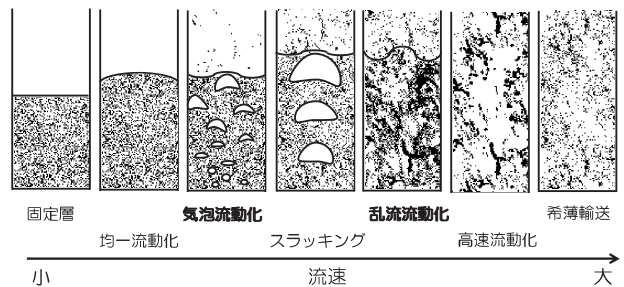 固定層 気泡流動化 乱流流動化 希薄輸送
均一流動化 スラッキング 高速流動化
小 流速 大